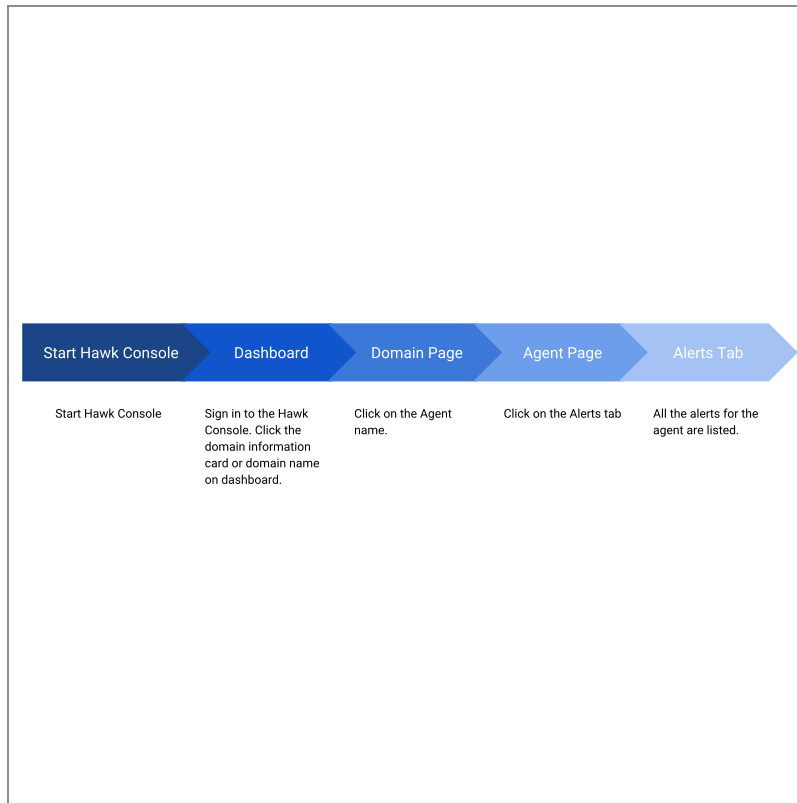 Start Hawk Console
Dashboard
Domain Page
Agent Page
Alerts Tab
Start Hawk Console
Sign in to the Hawk
Console. Click the
domain information
card or domain name
on dashboard.
Click on the Agent
name.
Click on the Alerts tab
All the alerts for the
agent are listed.